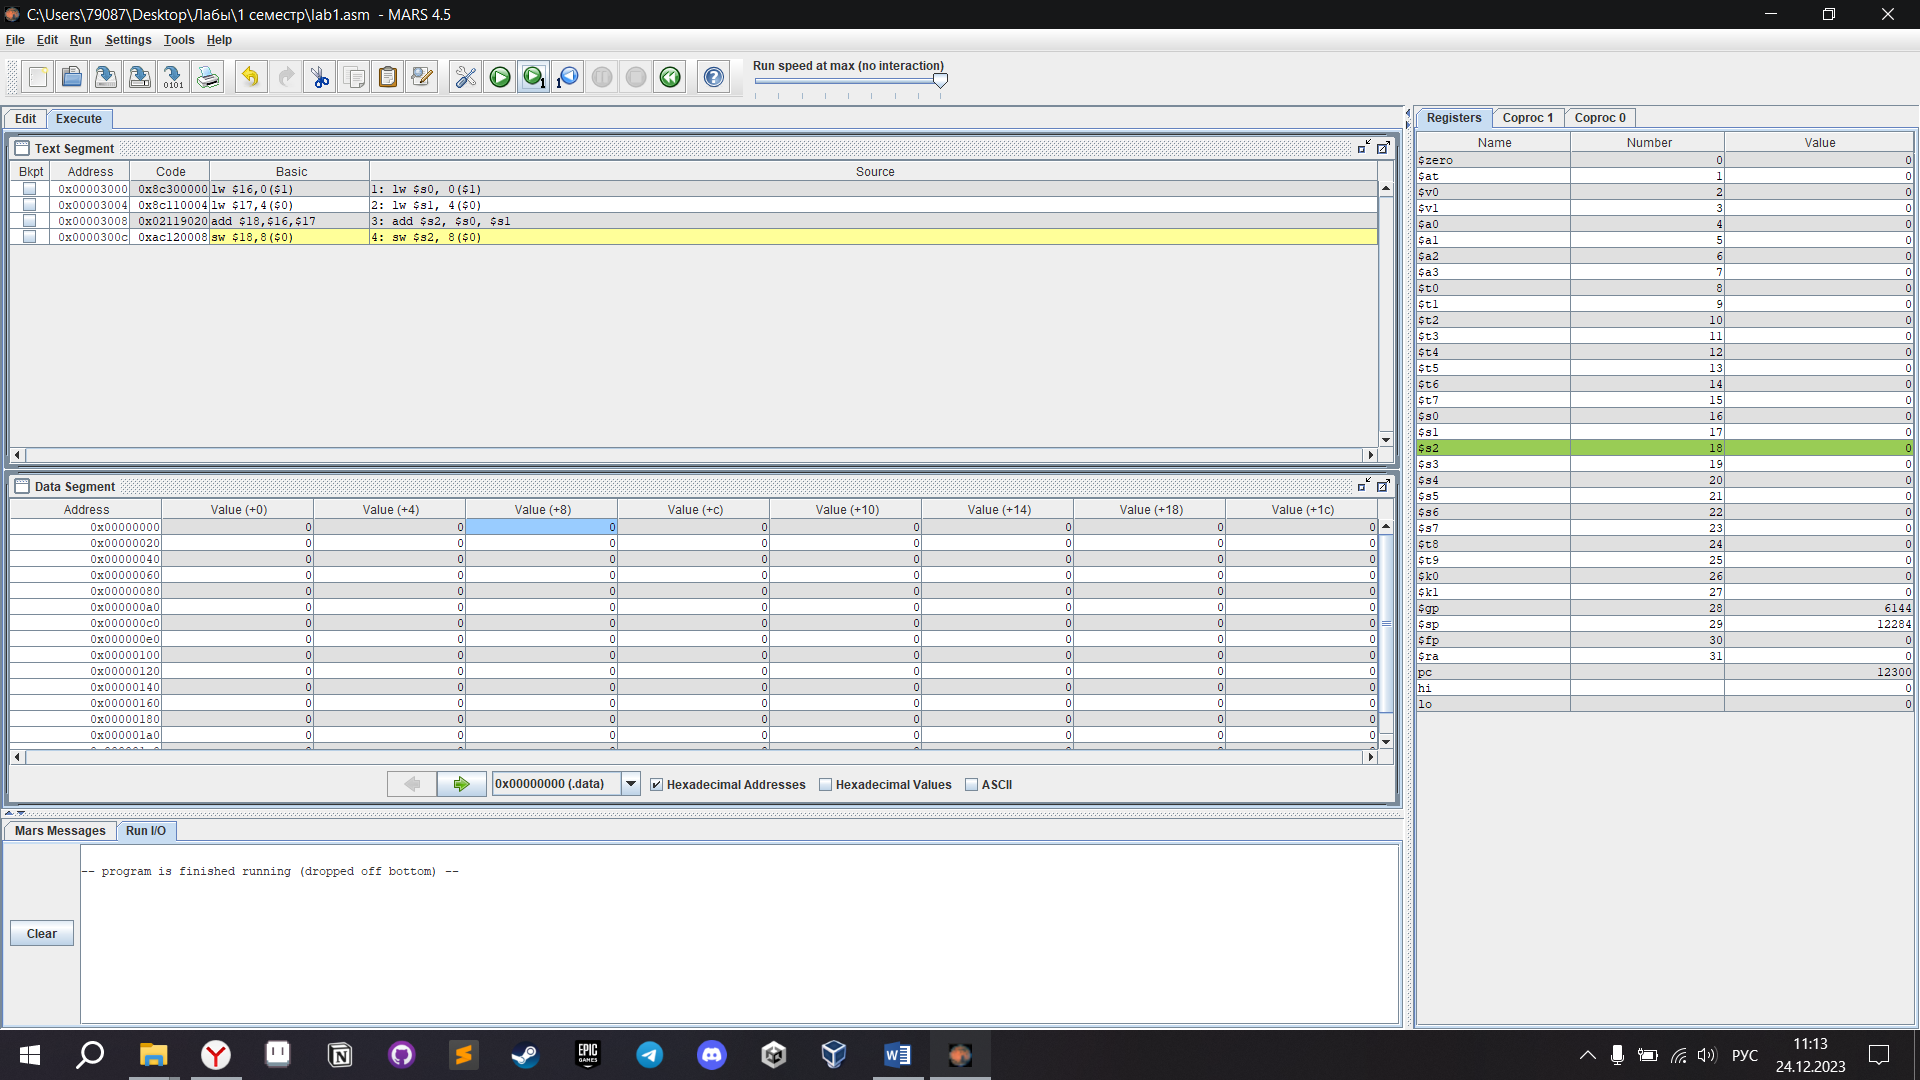 C:\Users\79087\Desktop\Лабы\1 семестр\lab1.asm - MARS 4.5
File Edit Run Settings Tools Help
Run speed at max (no interaction)
Edit Execute
Text Segment
Bkpt Address Code Basic Source
0x00003000 0x8c300000 lw $16,0($1) 1: lw $s0, 0($1)
0x00003004 0x8c110004 lw $17,4($0) 2: lw $s1, 4($0)
0x00003008 0x02119020 add $18,$16,$17 3: add $s2, $s0, $s1
0x0000300c 0xac120008 sw $18,8($0) 4: sw $s2, 8($0)
Data Segment
Address Value (+0) Value (+4) Value (+8) Value (+c) Value (+10) Value (+14) Value (+18) Value (+1c)
0x00000000 0 0 0 0 0 0 0 0
0x00000020 0 0 0 0 0 0 0 0
0x00000040 0 0 0 0 0 0 0 0
0x00000060 0 0 0 0 0 0 0 0
0x00000080 0 0 0 0 0 0 0 0
0x000000a0 0 0 0 0 0 0 0 0
0x000000c0 0 0 0 0 0 0 0 0
0x000000e0 0 0 0 0 0 0 0 0
0x00000100 0 0 0 0 0 0 0 0
0x00000120 0 0 0 0 0 0 0 0
0x00000140 0 0 0 0 0 0 0 0
0x00000160 0 0 0 0 0 0 0 0
0x00000180 0 0 0 0 0 0 0 0
0x000001a0 0 0 0 0 0 0 0 0
0x00000000 (.data) Hexadecimal Addresses Hexadecimal Values ASCII
Mars Messages Run I/O
-- program is finished running (dropped off bottom) --
Clear
Registers Coproc 1 Coproc 0
Name Number Value
$zero 0 0
$at 1 0
$v0 2 0
$v1 3 0
$a0 4 0
$a1 5 0
$a2 6 0
$a3 7 0
$t0 8 0
$t1 9 0
$t2 10 0
$t3 11 0
$t4 12 0
$t5 13 0
$t6 14 0
$t7 15 0
$s0 16 0
$s1 17 0
$s2 18 0
$s3 19 0
$s4 20 0
$s5 21 0
$s6 22 0
$s7 23 0
$t8 24 0
$t9 25 0
$k0 26 0
$k1 27 0
$gp 28 6144
$sp 29 12284
$fp 30 0
$ra 31 0
pc 12300
hi 0
lo 0
EPIC GAMES
РУС
11:13
24.12.2023